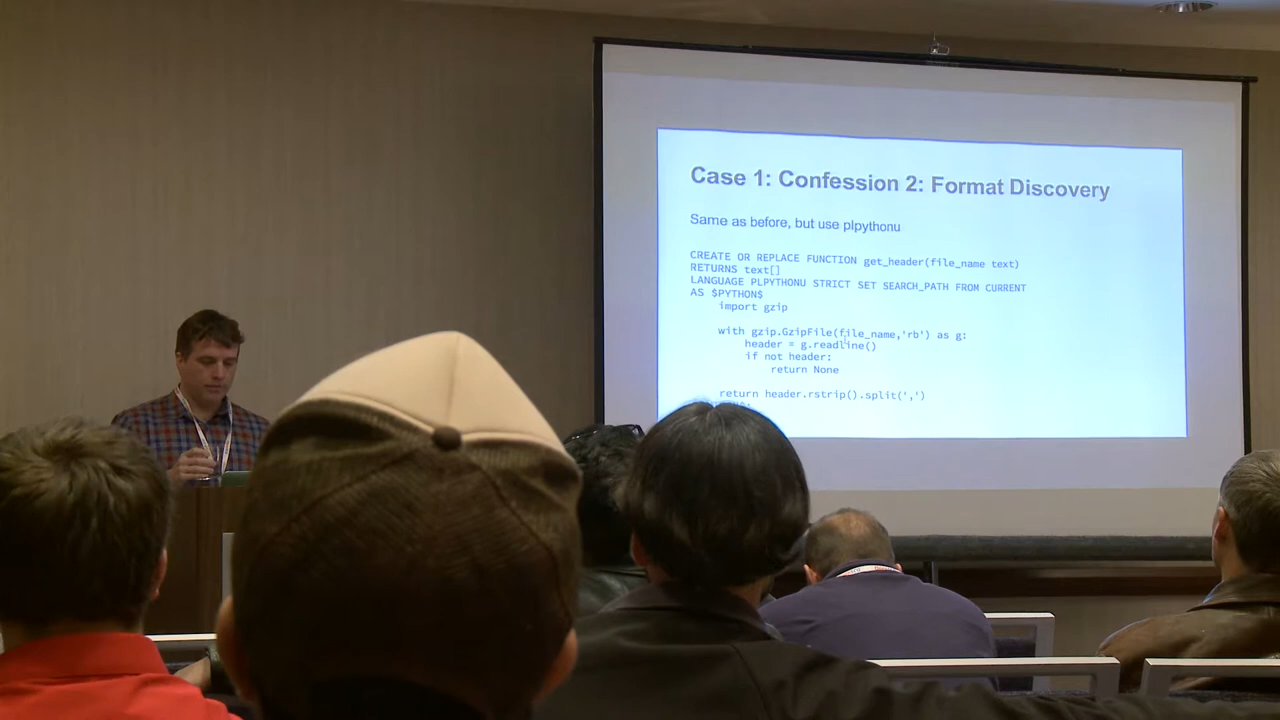 Case 1: Confession 2: Format Discovery
Same as before, but use plpythonu
CREATE OR REPLACE FUNCTION get_header(file_name text)
RETURNS text[]
LANGUAGE PLPYTHONU STRICT SET SEARCH_PATH FROM CURRENT
AS $PYTHON$
import gzip
with gzip.GzipFile(file_name,'rb') as g:
header = g.readline()
if not header:
return None
return header.rstrip().split(',')